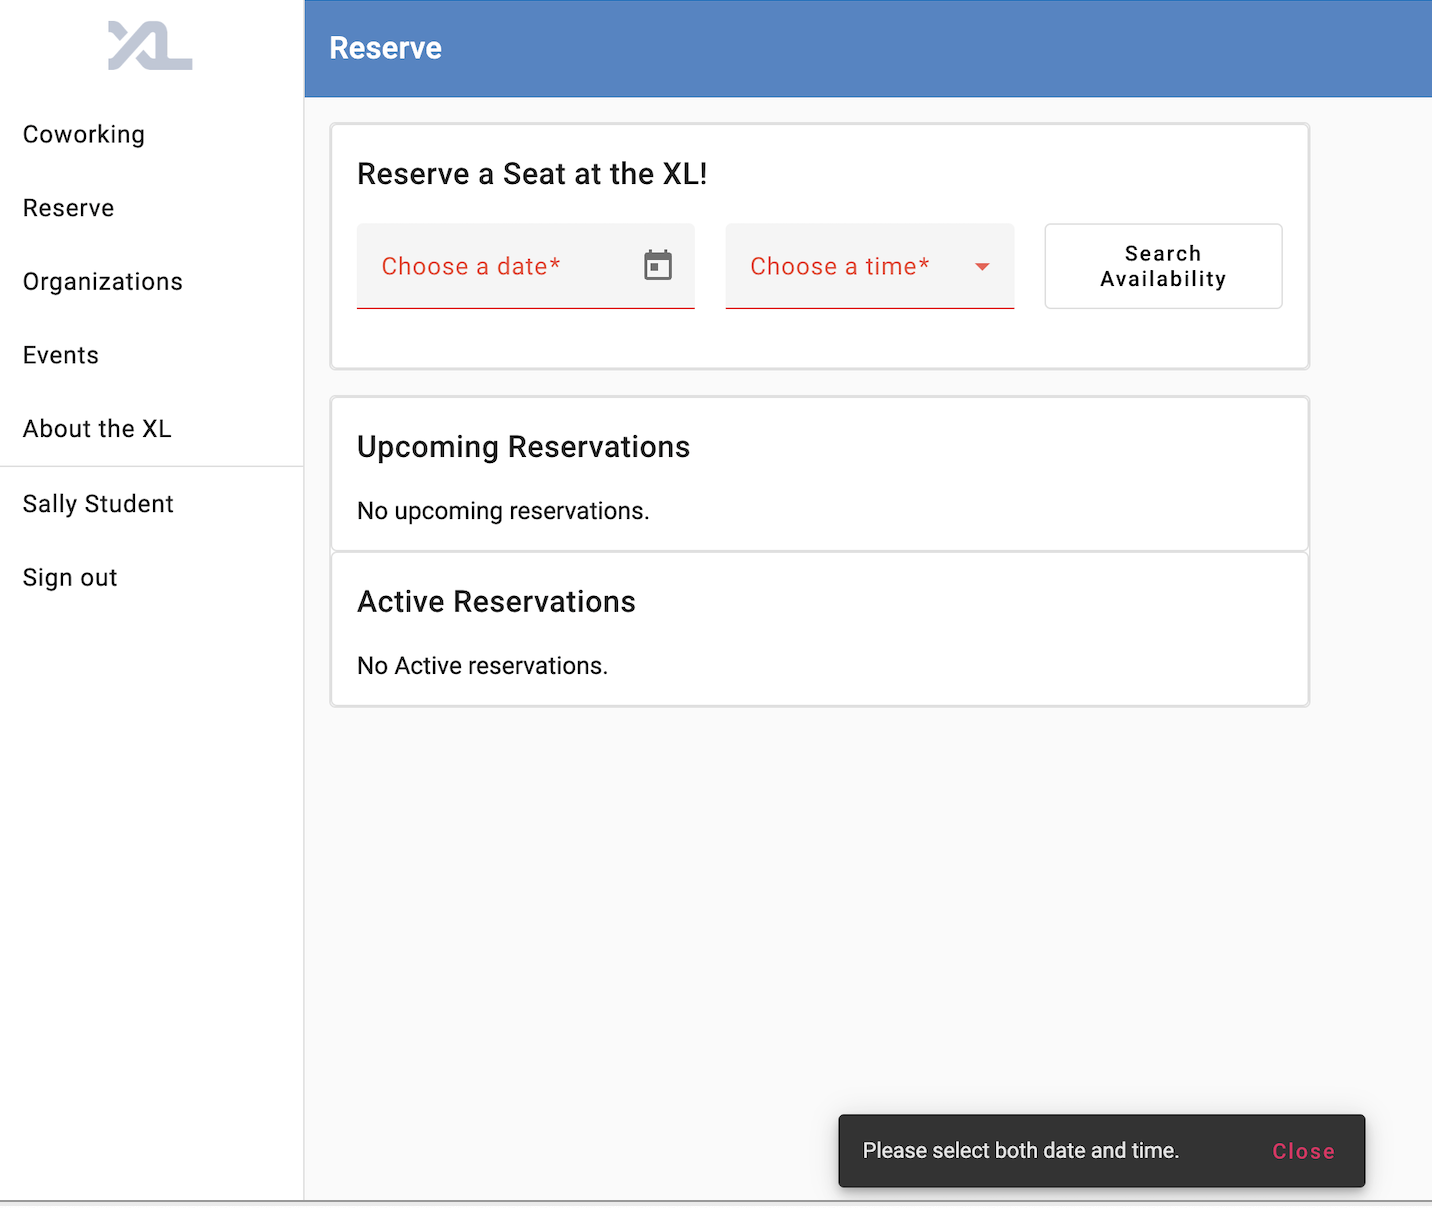 XL
Coworking
Reserve
Organizations
Events
About the XL
Sally Student
Sign out
Reserve
Reserve a Seat at the XL!
Choose a date*
Choose a time*
Search
Availability
Upcoming Reservations
No upcoming reservations.
Active Reservations
No Active reservations.
Please select both date and time.
Close